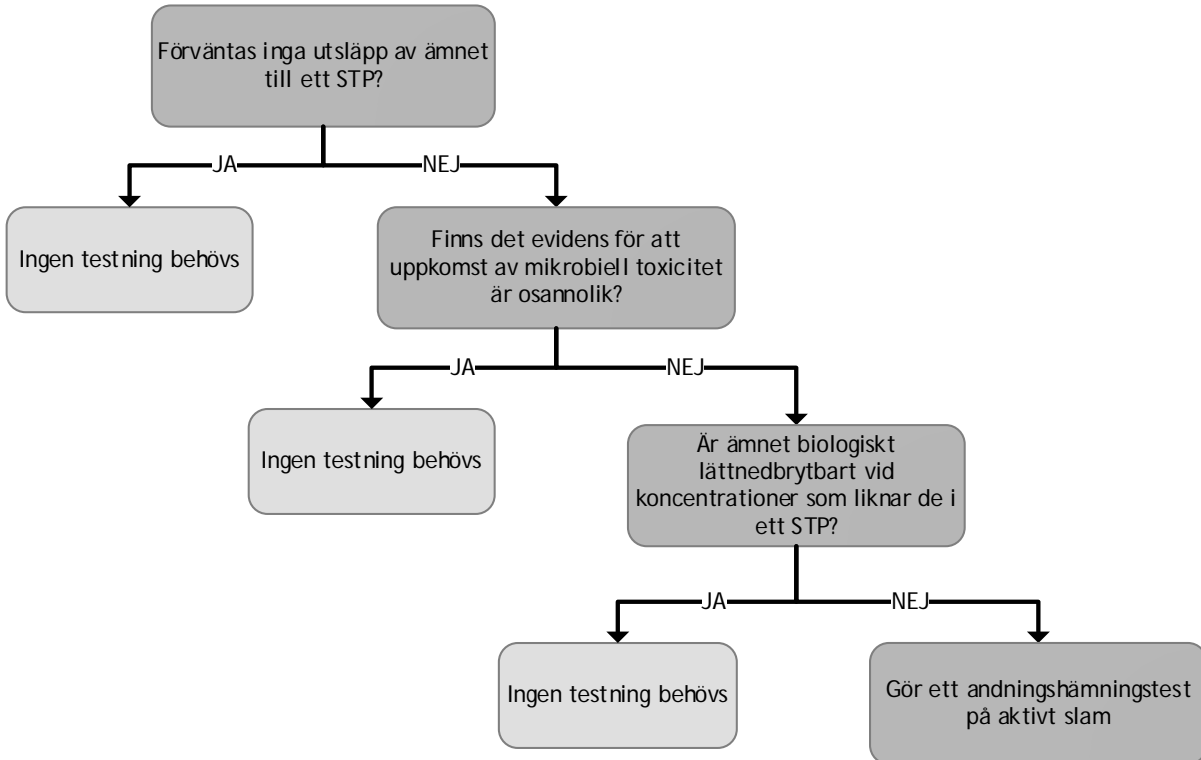 Förväntas inga utsläpp av ämnet
till ett STP?
JA
NEJ
Ingen testning behövs
Finns det evidens för att
uppkomst av mikrobiell toxicitet
är osannolik?
JA
NEJ
Ingen testning behövs
Är ämnet biologiskt
lättnedbrytbart vid
koncentrationer som liknar de i
ett STP?
JA
NEJ
Ingen testning behövs
Gör ett andningshämningstest
på aktivt slam